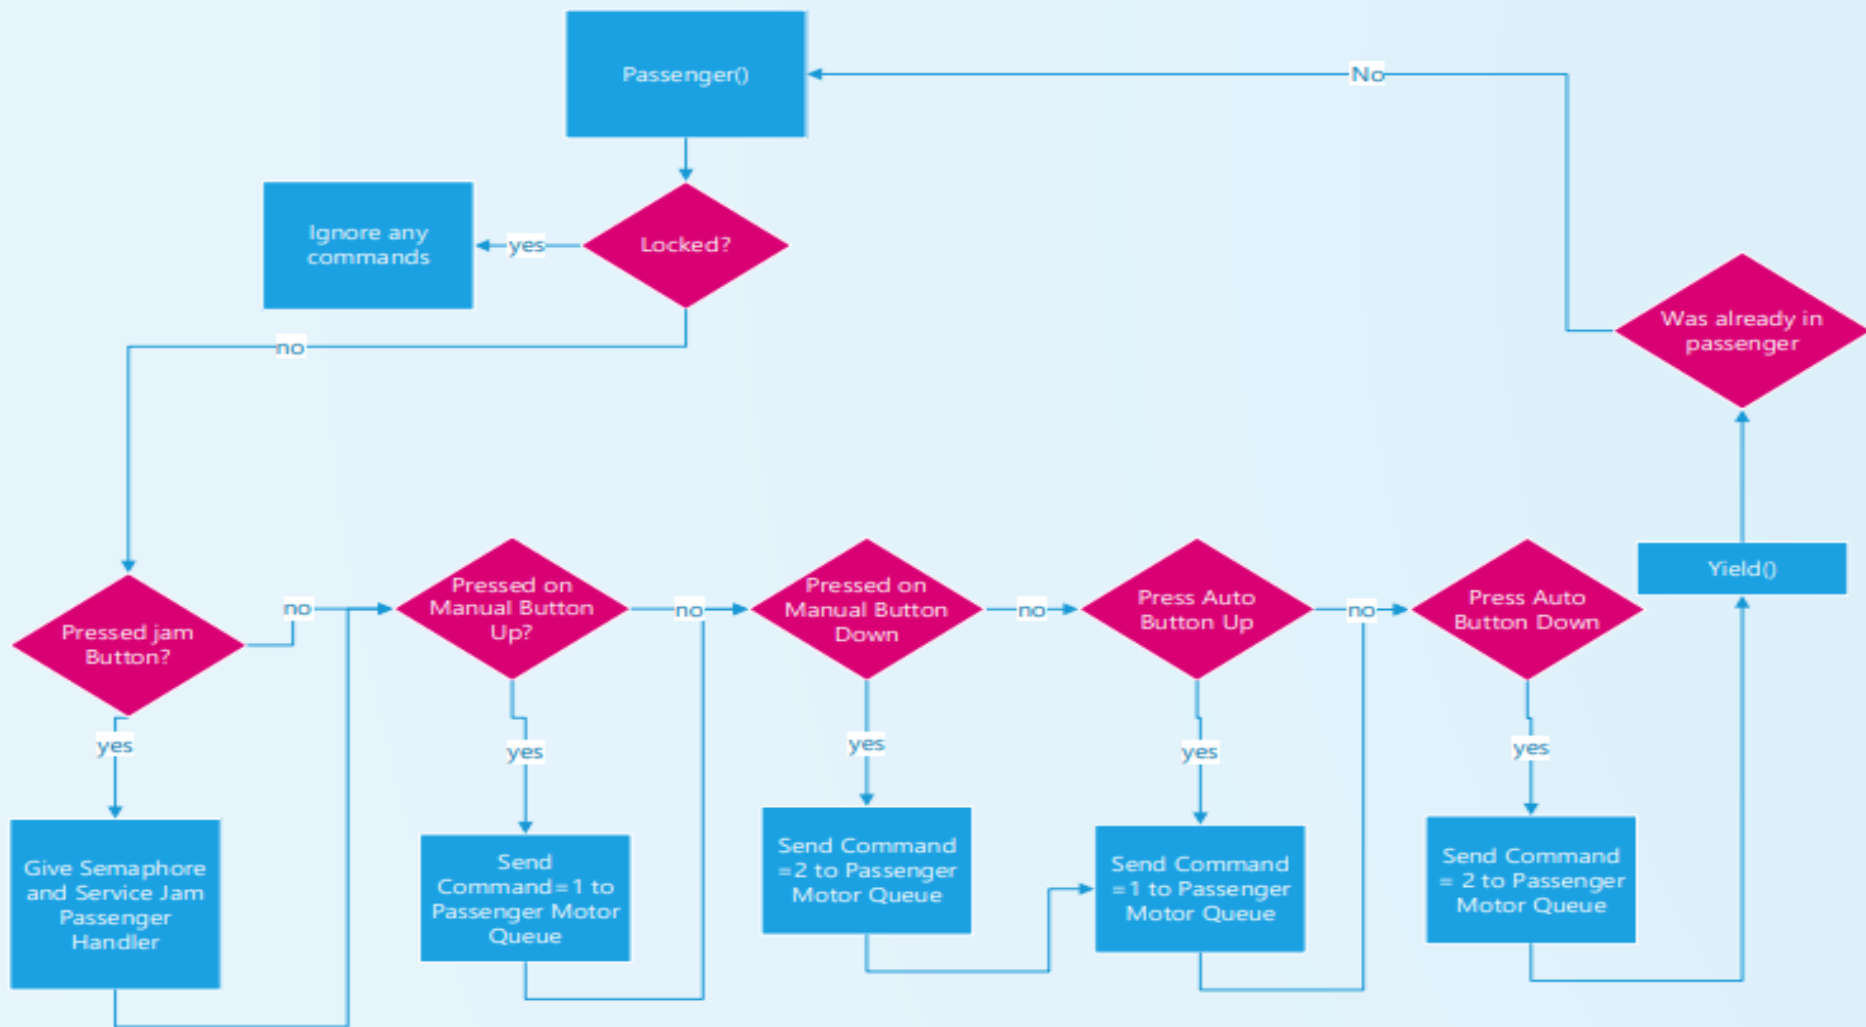 Passenger()
No
Ignore any
commands
yes
Locked?
no
Was already in
passenger
Yield()
Pressed jam
Button?
no
Pressed on
Manual Button
Up?
no
Pressed on
Manual Button
Down
no
Press Auto
Button Up
no
Press Auto
Button Down
yes
yes
yes
yes
yes
Give Semaphore
and Service Jam
Passenger
Handler
Send
Command=1 to
Passenger Motor
Queue
Send Command
=2 to Passenger
Motor Queue
Send Command
=1 to Passenger
Motor Queue
Send Command
= 2 to Passenger
Motor Queue